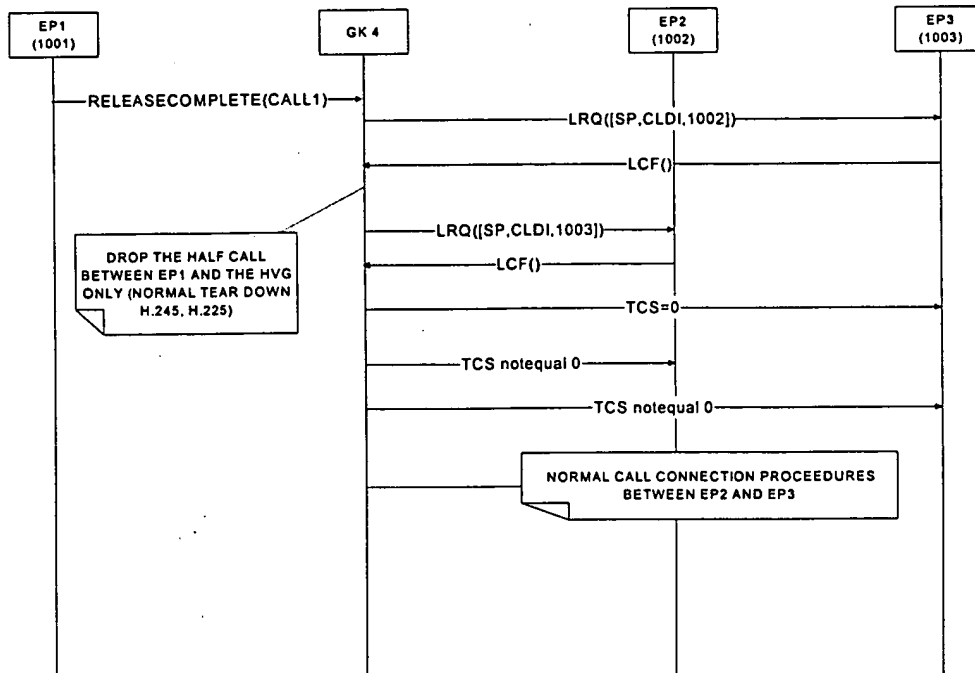 EP1
(1001)
GK 4
EP2
(1002)
EP3
(1003)
RELEASECOMPLETE(CALL1)
LRQ([SP,CLDI,1002])
LCF()
LRQ([SP,CLDI,1003])
DROP THE HALF CALL
BETWEEN EP1 AND THE HVG
ONLY (NORMAL TEAR DOWN
H.245, H.225)
LCF()
TCS=0
TCS notequal 0
TCS notequal 0
NORMAL CALL CONNECTION PROCEEDURES
BETWEEN EP2 AND EP3